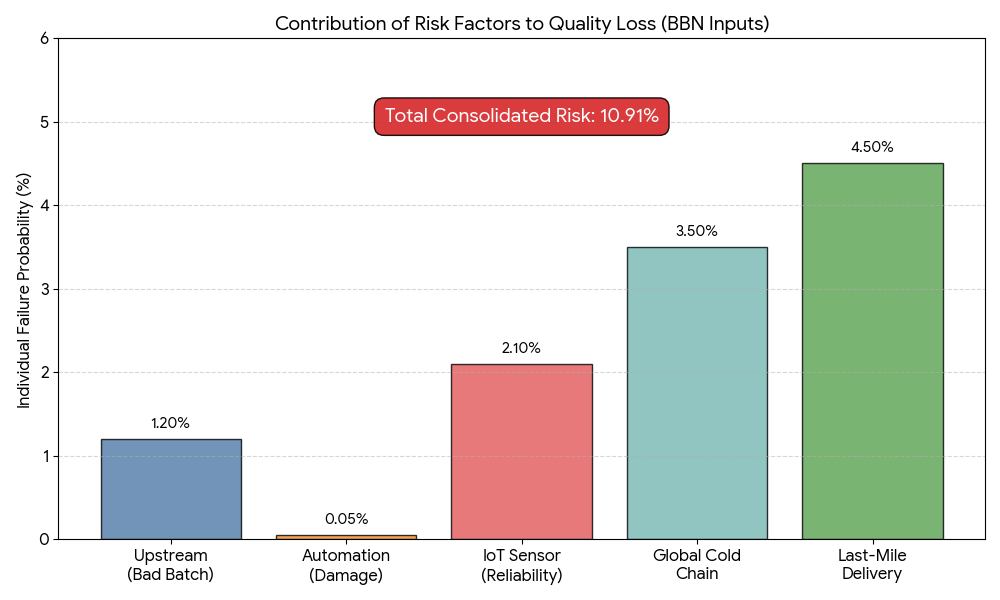 Contribution of Risk Factors to Quality Loss (BBN Inputs)
6
5
4
3
2
1
0
Individual Failure Probability (%)
Total Consolidated Risk: 10.91%
1.20%
0.05%
2.10%
3.50%
4.50%
Upstream
(Bad Batch)
Automation
(Damage)
IoT Sensor
(Reliability)
Global Cold
Chain
Last-Mile
Delivery